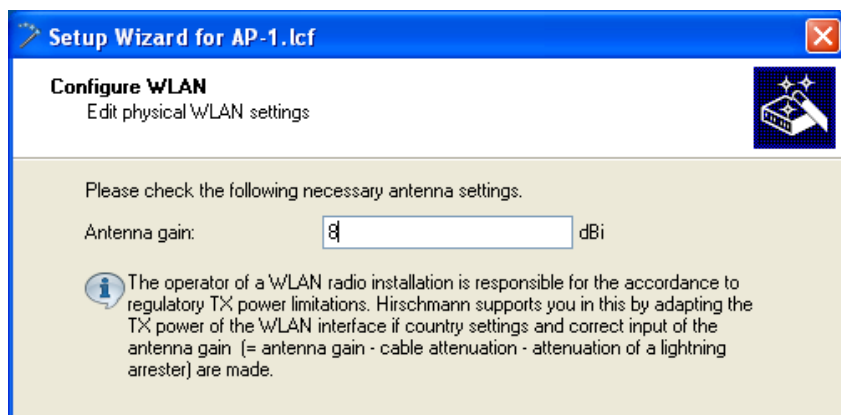 Setup Wizard for AP-1.lcf
Configure WLAN
Edit physical WLAN settings
Please check the following necessary antenna settings.
Antenna gain: 8 dBi
The operator of a WLAN radio installation is responsible for the accordance to
regulatory TX power limitations. Hirschmann supports you in this by adapting the
TX power of the WLAN interface if country settings and correct input of the
antenna gain (= antenna gain - cable attenuation - attenuation of a lightning
arrester) are made.